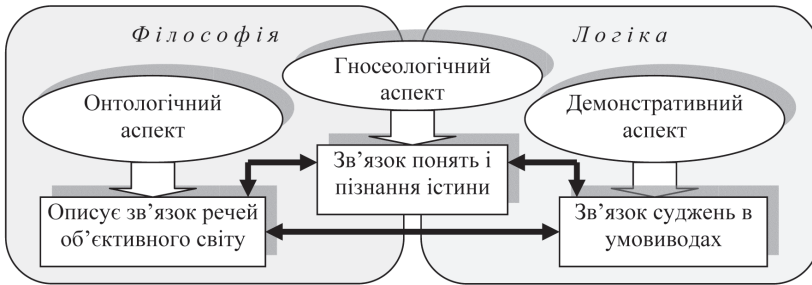 Філософія
Логіка
Гносеологічний
аспект
Онтологічний
аспект
Демонстративний
аспект
Зв’язок понять і
пізнання істини
Описує зв’язок речей
об’єктивного світу
Зв’язок суджень в
умовиводах